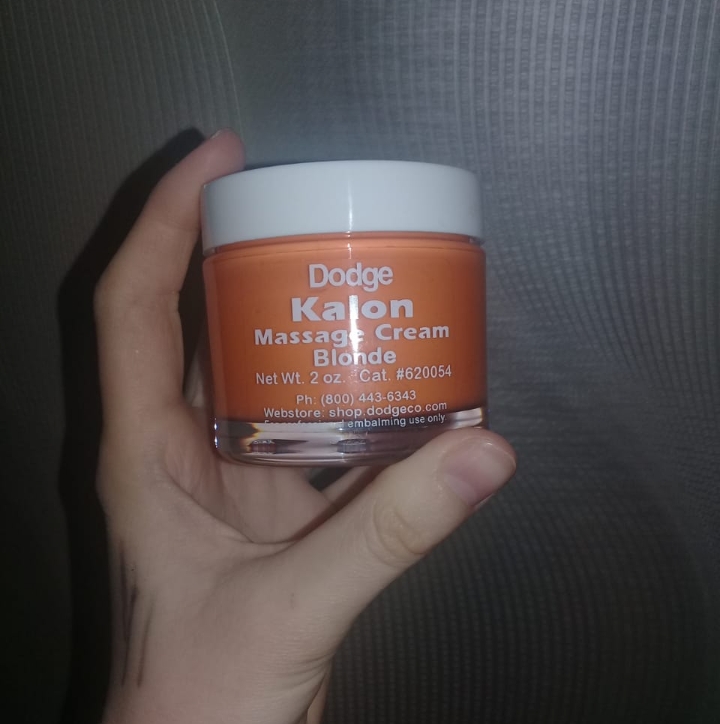 Dodge
Kalon
Massage Cream
Blonde
Net Wt. 2 oz. Cat. #620054
Ph: (800) 443-6343
Webstore: shop.dodgeco.com
embalming use only